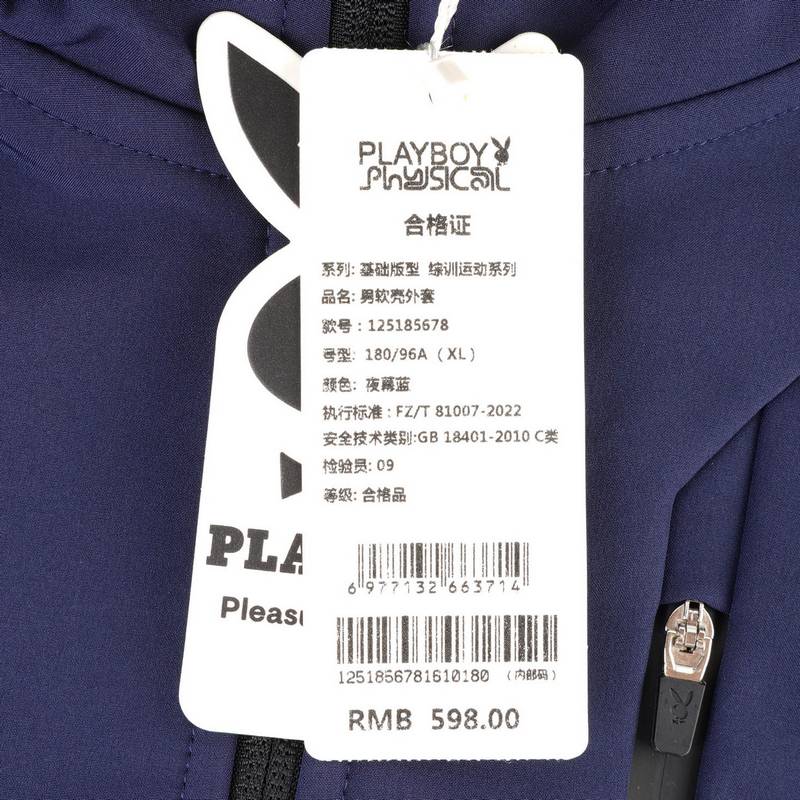 PLAYBOY
PhySICAL
合格证
系列: 基础版型 综训运动系列
品名: 男软壳外套
款号: 125185678
号型: 180/96A (XL)
颜色: 夜幕蓝
执行标准: FZ/T 81007-2022
安全技术类别:GB 18401-2010 C类
检验员: 09
等级: 合格品
6 977132 663714
1251856781610180 (内部码)
RMB 598.00
PLA
Pleasu